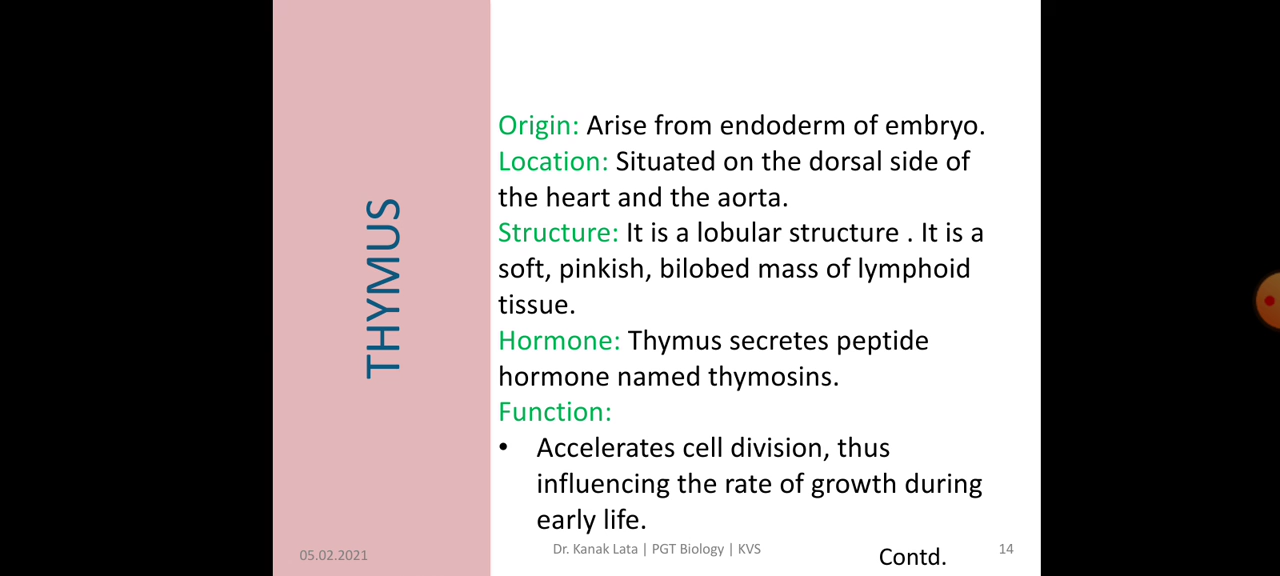 THYMUS
Origin: Arise from endoderm of embryo.
Location: Situated on the dorsal side of
the heart and the aorta.
Structure: It is a lobular structure . It is a
soft, pinkish, bilobed mass of lymphoid
tissue.
Hormone: Thymus secretes peptide
hormone named thymosins.
Function:
• Accelerates cell division, thus
influencing the rate of growth during
early life.
05.02.2021
Dr. Kanak Lata | PGT Biology | KVS
Contd.
14